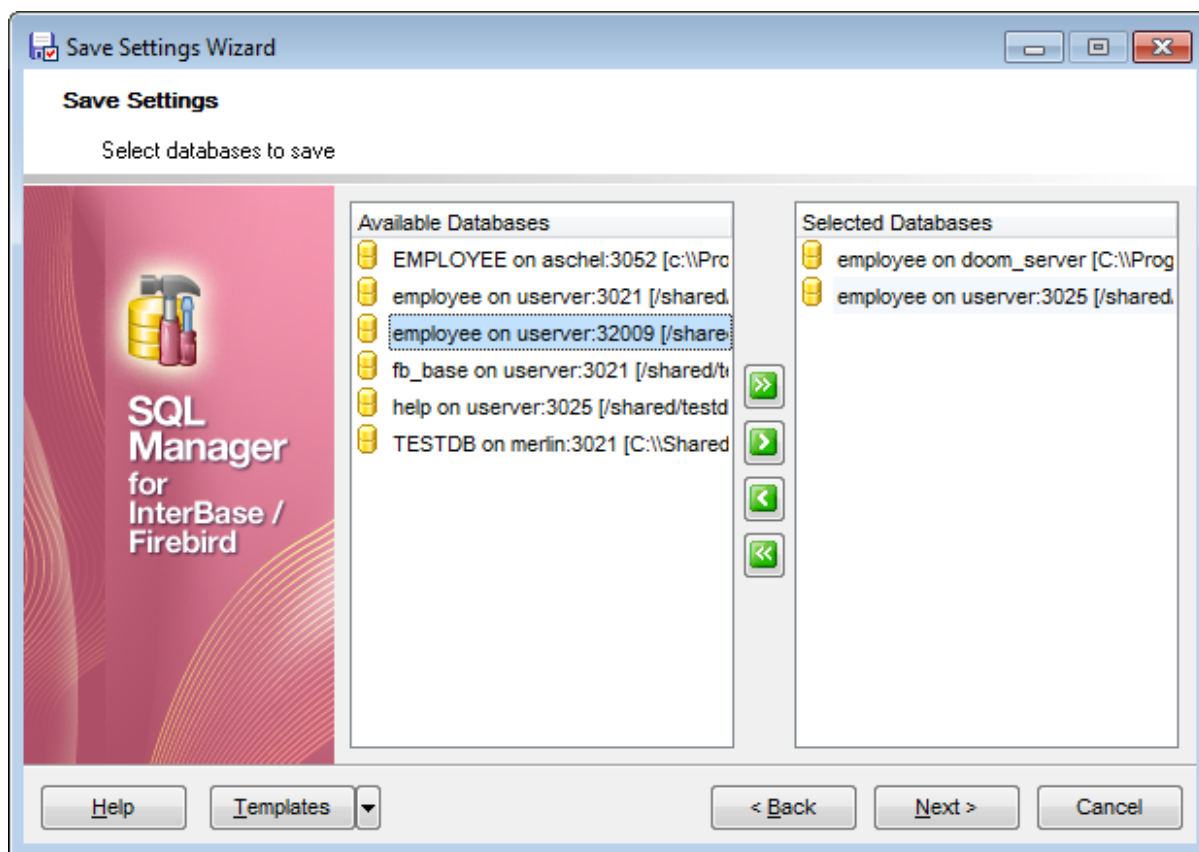 Save Settings Wizard
Save Settings
Select databases to save
SQL
Manager
for
InterBase /
Firebird
Available Databases
EMPLOYEE on aschel:3052 [c:\\Pro
employee on userver:3021 [/shared.
employee on userver:32009 [/share
fb_base on userver:3021 [/shared/t
help on userver:3025 [/shared/testd
TESTDB on merlin:3021 [C:\\Shared
Selected Databases
employee on doom_server [C:\\Prog
employee on userver:3025 [/shared.
Help
Templates
< Back
Next >
Cancel